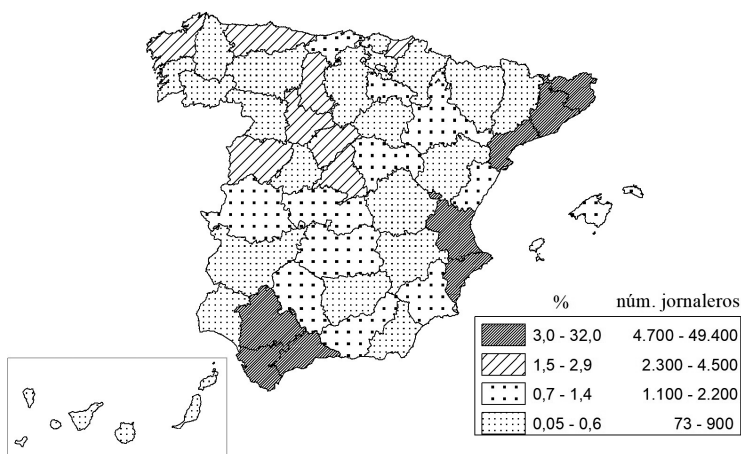 % núm. jornaleros
3,0 - 32,0 4.700 - 49.400
1,5 - 2,9 2.300 - 4.500
0,7 - 1,4 1.100 - 2.200
0,05 - 0,6 73 - 900